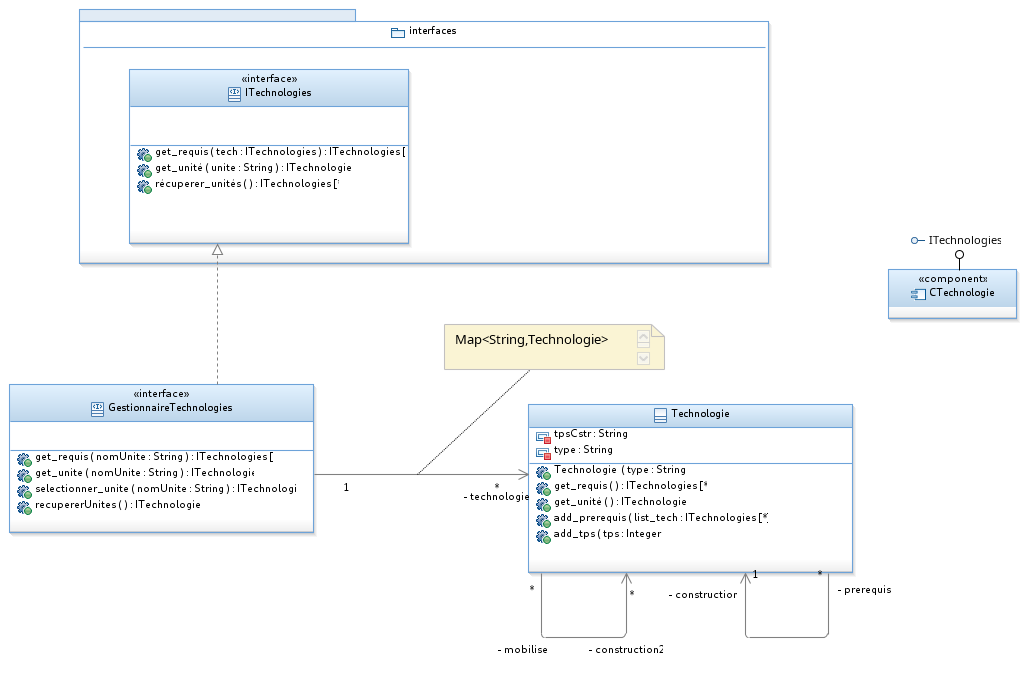 interfaces
«interface»
ITechnologies
get_requis ( tech : ITechnologies ) : ITechnologies [
get_unité ( unite : String ) : ITechnologie
récuperer_unités ( ) : ITechnologies [*
ITechnologies
«component»
CTechnologie
Map<String,Technologie>
«interface»
GestionnaireTechnologies
get_requis ( nomUnite : String ) : ITechnologies [
get_unite ( nomUnite : String ) : ITechnologie
selectionner_unite ( nomUnite : String ) : ITechnologi
recupererUnites ( ) : ITechnologie
1
*
- technologie
Technologie
tpsCstr : String
type : String
Technologie ( type : String
get_requis ( ) : ITechnologies [*
get_unité ( ) : ITechnologie
add_prerequis ( list_tech : ITechnologies [*]
add_tps ( tps : Integer
*
*
- mobilise
- construction2
1
*
- construction
- prerequis